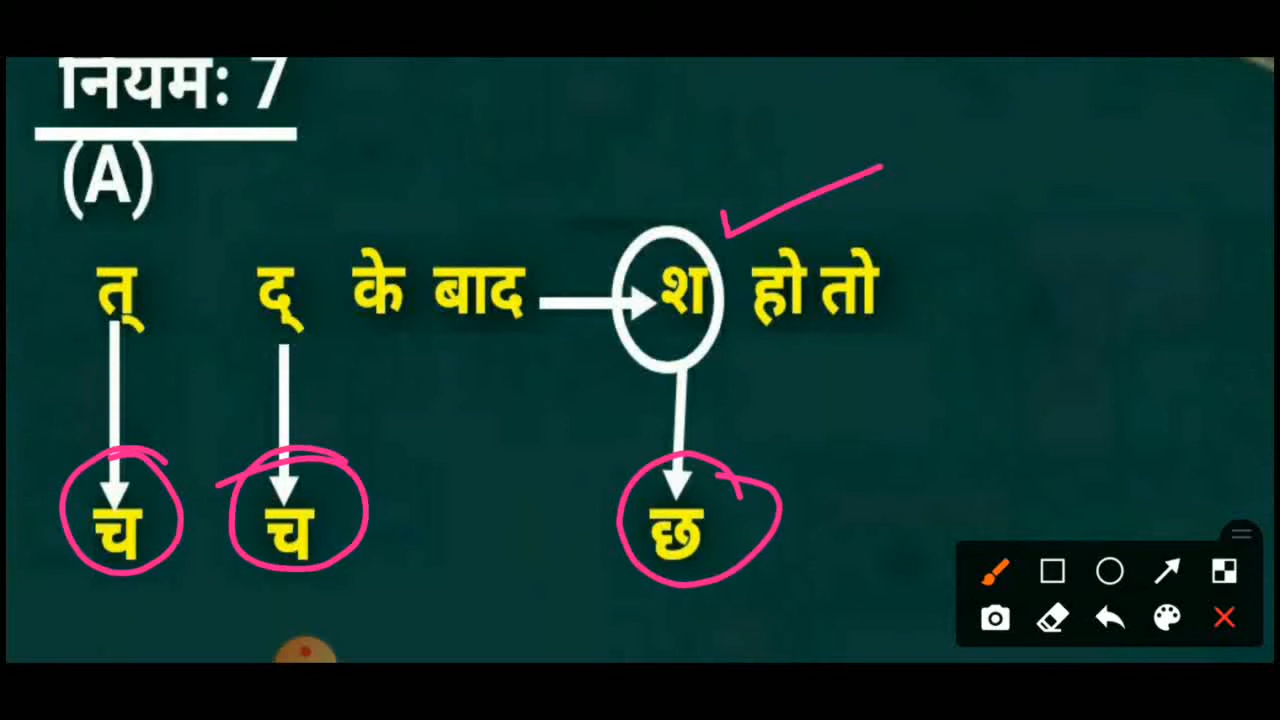 नियमः 7
(A)
त् द् के बाद श हो तो
च च छ